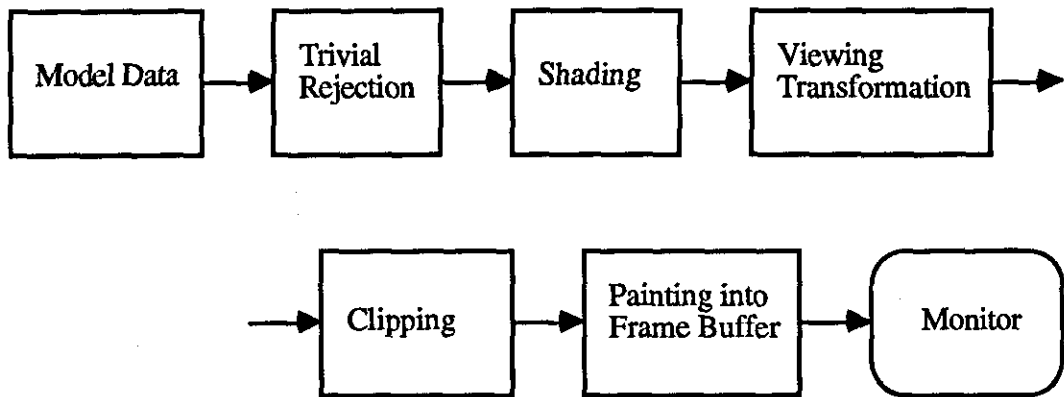 Model Data
Trivial
Rejection
Shading
Viewing
Transformation
Clipping
Painting into
Frame Buffer
Monitor